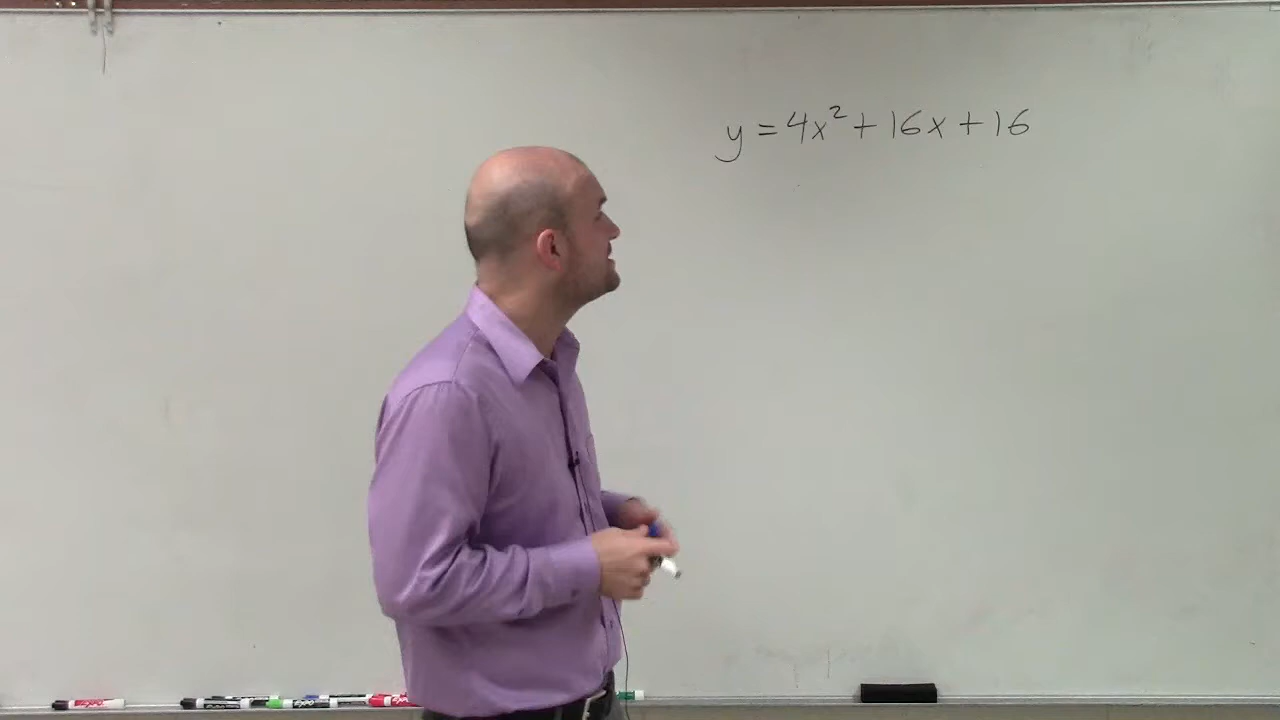 y = 4x² + 16x + 16